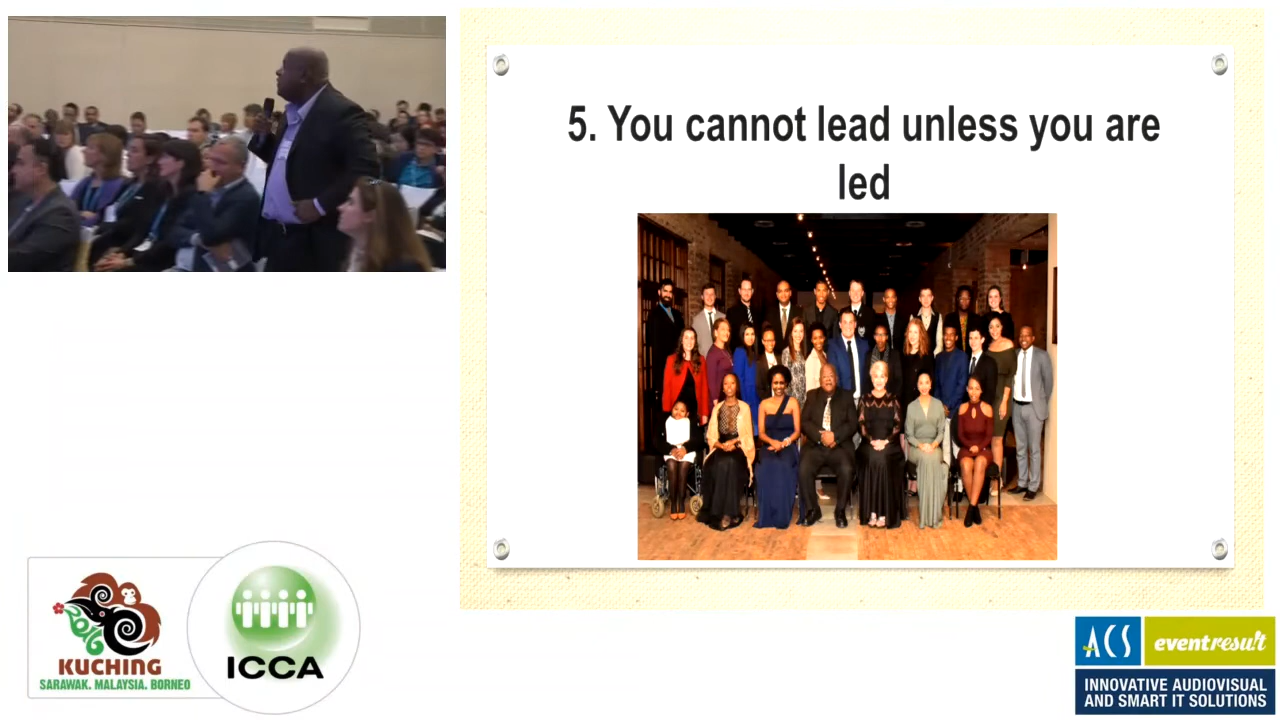 5. You cannot lead unless you are
led
2016
KUCHING
SARAWAK. MALAYSIA. BORNEO
ICCA
ACS
eventresult
INNOVATIVE AUDIOVISUAL
AND SMART IT SOLUTIONS